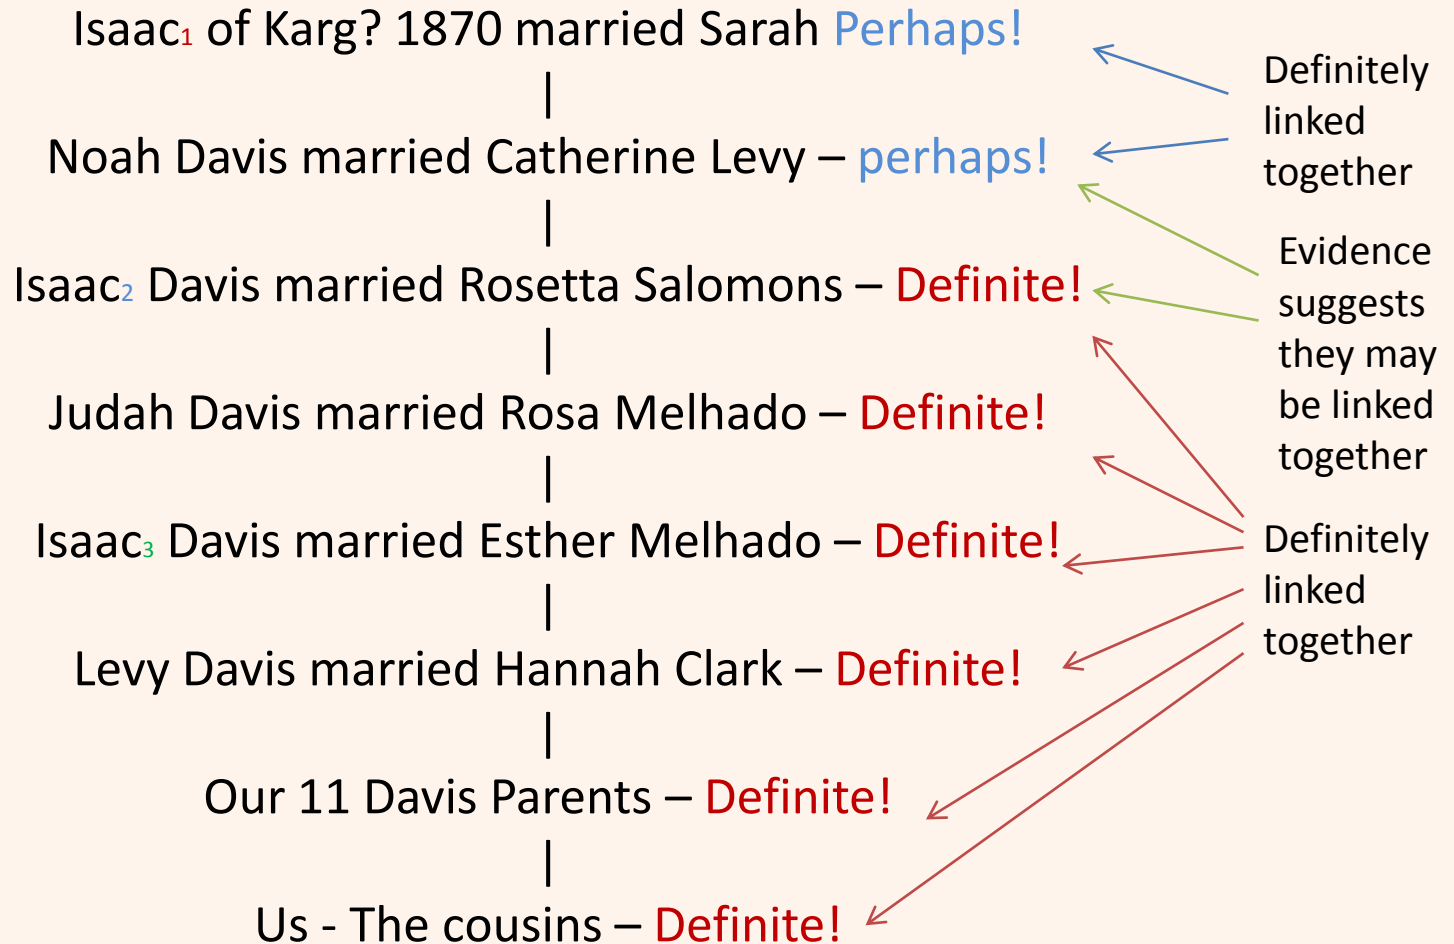 Isaac1 of Karg? 1870 married Sarah Perhaps!
Noah Davis married Catherine Levy – perhaps!
Isaac2 Davis married Rosetta Salomons – Definite!
Judah Davis married Rosa Melhado – Definite!
Isaac3 Davis married Esther Melhado – Definite!
Levy Davis married Hannah Clark – Definite!
Our 11 Davis Parents – Definite!
Us - The cousins – Definite!
Definitely
linked
together
Evidence
suggests
they may
be linked
together
Definitely
linked
together